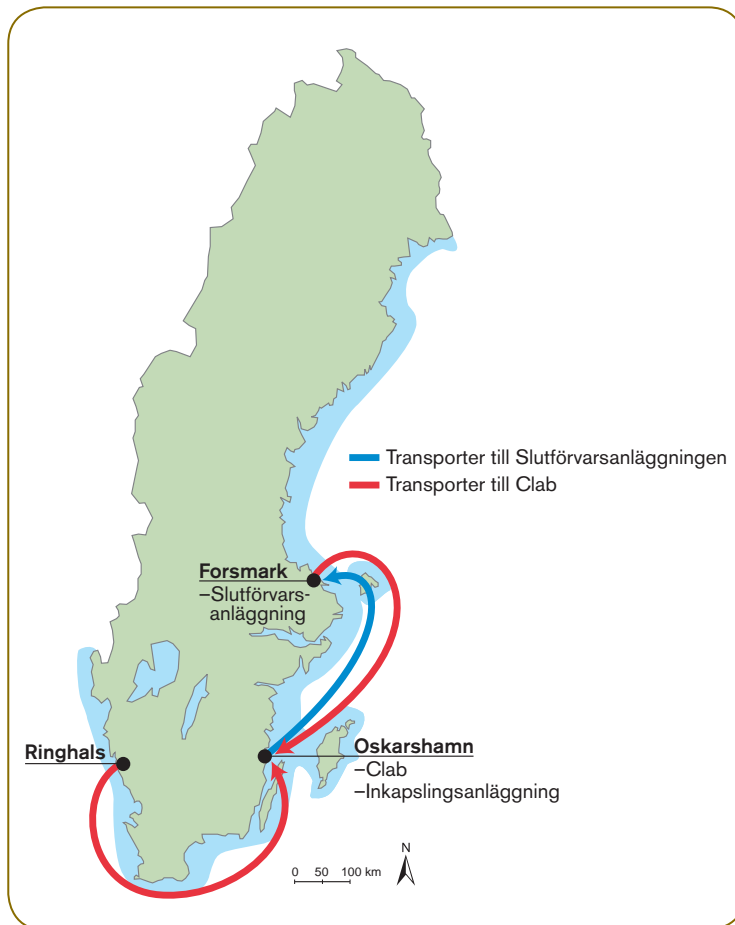 Transporter till Slutförvarsanläggningen
Transporter till Clab
Forsmark
–Slutförvars-
anläggning
Ringhals
Oskarshamn
–Clab
–Inkapslingsanläggning
0 50 100 km
N